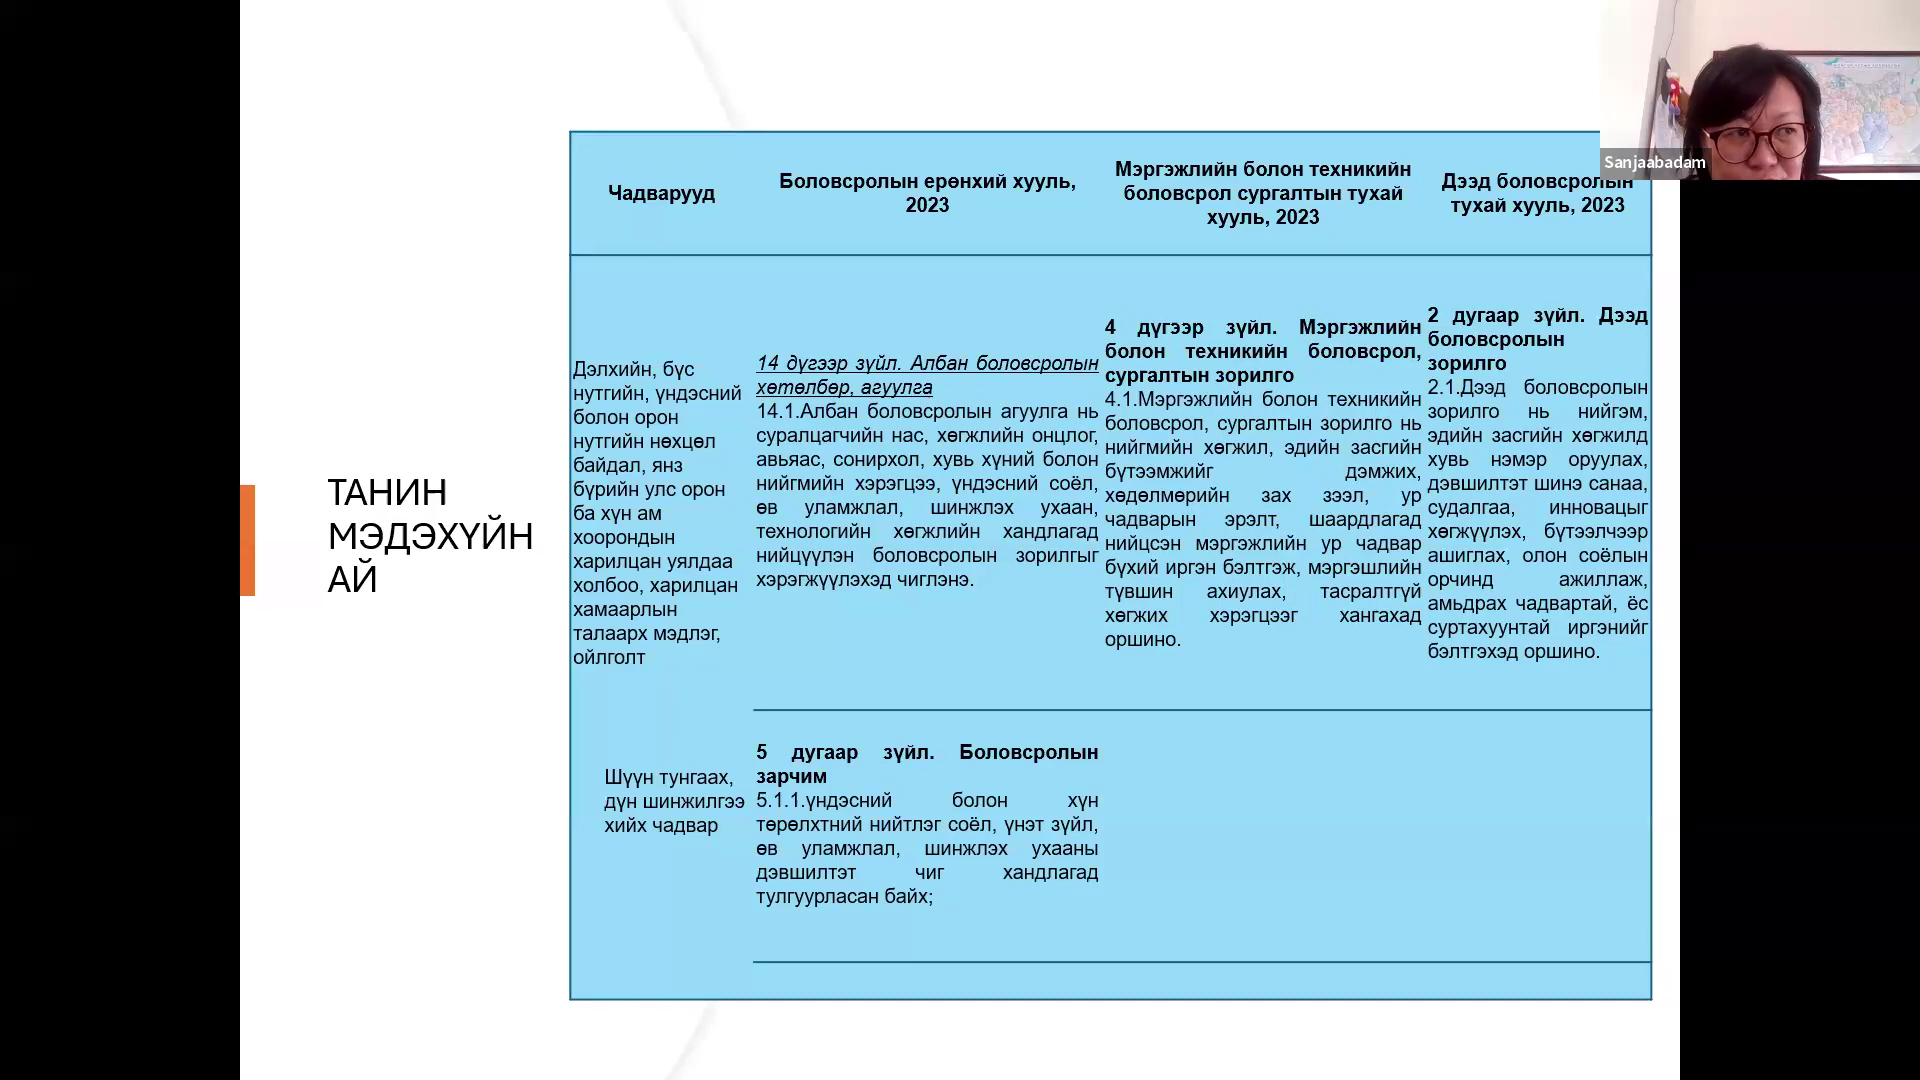 ТАНИН
МЭДЭХҮЙН
АЙ
Чадварууд
Боловсролын ерөнхий хууль,
2023
Мэргэжлийн болон техникийн
боловсрол сургалтын тухай
хууль, 2023
Дээд боловсролын
тухай хууль, 2023
Дэлхийн, бүс
нутгийн, үндэсний
болон орон
нутгийн нөхцөл
байдал, янз
бүрийн улс орон
ба хүн ам
хоорондын
харилцан уялдаа
холбоо, харилцан
хамаарлын
талаарх мэдлэг,
ойлголт
14 дүгээр зүйл. Албан боловсролын
хөтөлбөр, агуулга
14.1.Албан боловсролын агуулга нь
суралцагчийн нас, хөгжлийн онцлог,
авьяас, сонирхол, хувь хүний болон
нийгмийн хэрэгцээ, үндэсний соёл,
өв уламжлал, шинжлэх ухаан,
технологийн хөгжлийн хандлагад
нийцүүлэн боловсролын зорилгыг
хэрэгжүүлэхэд чиглэнэ.
4 дүгээр зүйл. Мэргэжлийн
болон техникийн боловсрол,
сургалтын зорилго
4.1.Мэргэжлийн болон техникийн
боловсрол, сургалтын зорилго нь
нийгмийн хөгжил, эдийн засгийн
бүтээмжийг дэмжих,
хөдөлмөрийн зах зээл, ур
чадварын эрэлт, шаардлагад
нийцсэн мэргэжлийн ур чадвар
бүхий иргэн бэлтгэж, мэргэшлийн
түвшин ахиулах, тасралтгүй
хөгжих хэрэгцээг хангахад
оршино.
2 дугаар зүйл. Дээд
боловсролын
зорилго
2.1.Дээд боловсролын
зорилго нь нийгэм,
эдийн засгийн хөгжилд
хувь нэмэр оруулах,
дэвшилтэт шинэ санаа,
судалгаа, инновацыг
хөгжүүлэх, бүтээлчээр
ашиглах, олон соёлын
орчинд ажиллаж,
амьдрах чадвартай, ёс
суртахуунтай иргэнийг
бэлтгэхэд оршино.
Шүүн тунгаах,
дүн шинжилгээ
хийх чадвар
5 дугаар зүйл. Боловсролын
зарчим
5.1.1.үндэсний болон хүн
төрөлхтний нийтлэг соёл, үнэт зүйл,
өв уламжлал, шинжлэх ухааны
дэвшилтэт чиг хандлагад
тулгуурласан байх;
Sanjaabadam